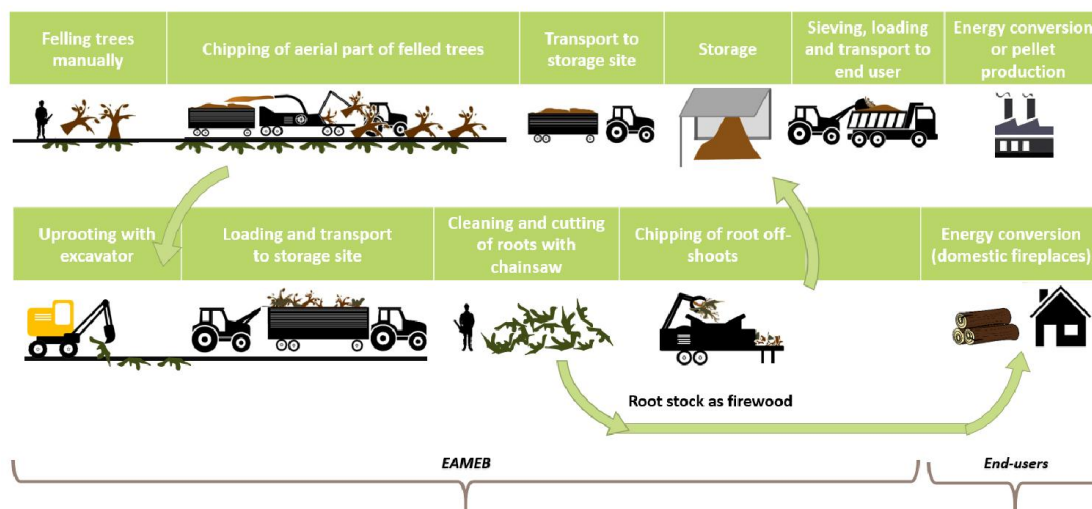 Felling trees
manually
Chipping of aerial part of felled trees
Transport to
storage site
Storage
Sieving, loading
and transport to
end user
Energy conversion
or pellet
production
Uprooting with
excavator
Loading and transport
to storage site
Cleaning and cutting
of roots with
chainsaw
Chipping of root off-
shoots
Energy conversion
(domestic fireplaces)
Root stock as firewood
EAMEB
End-users